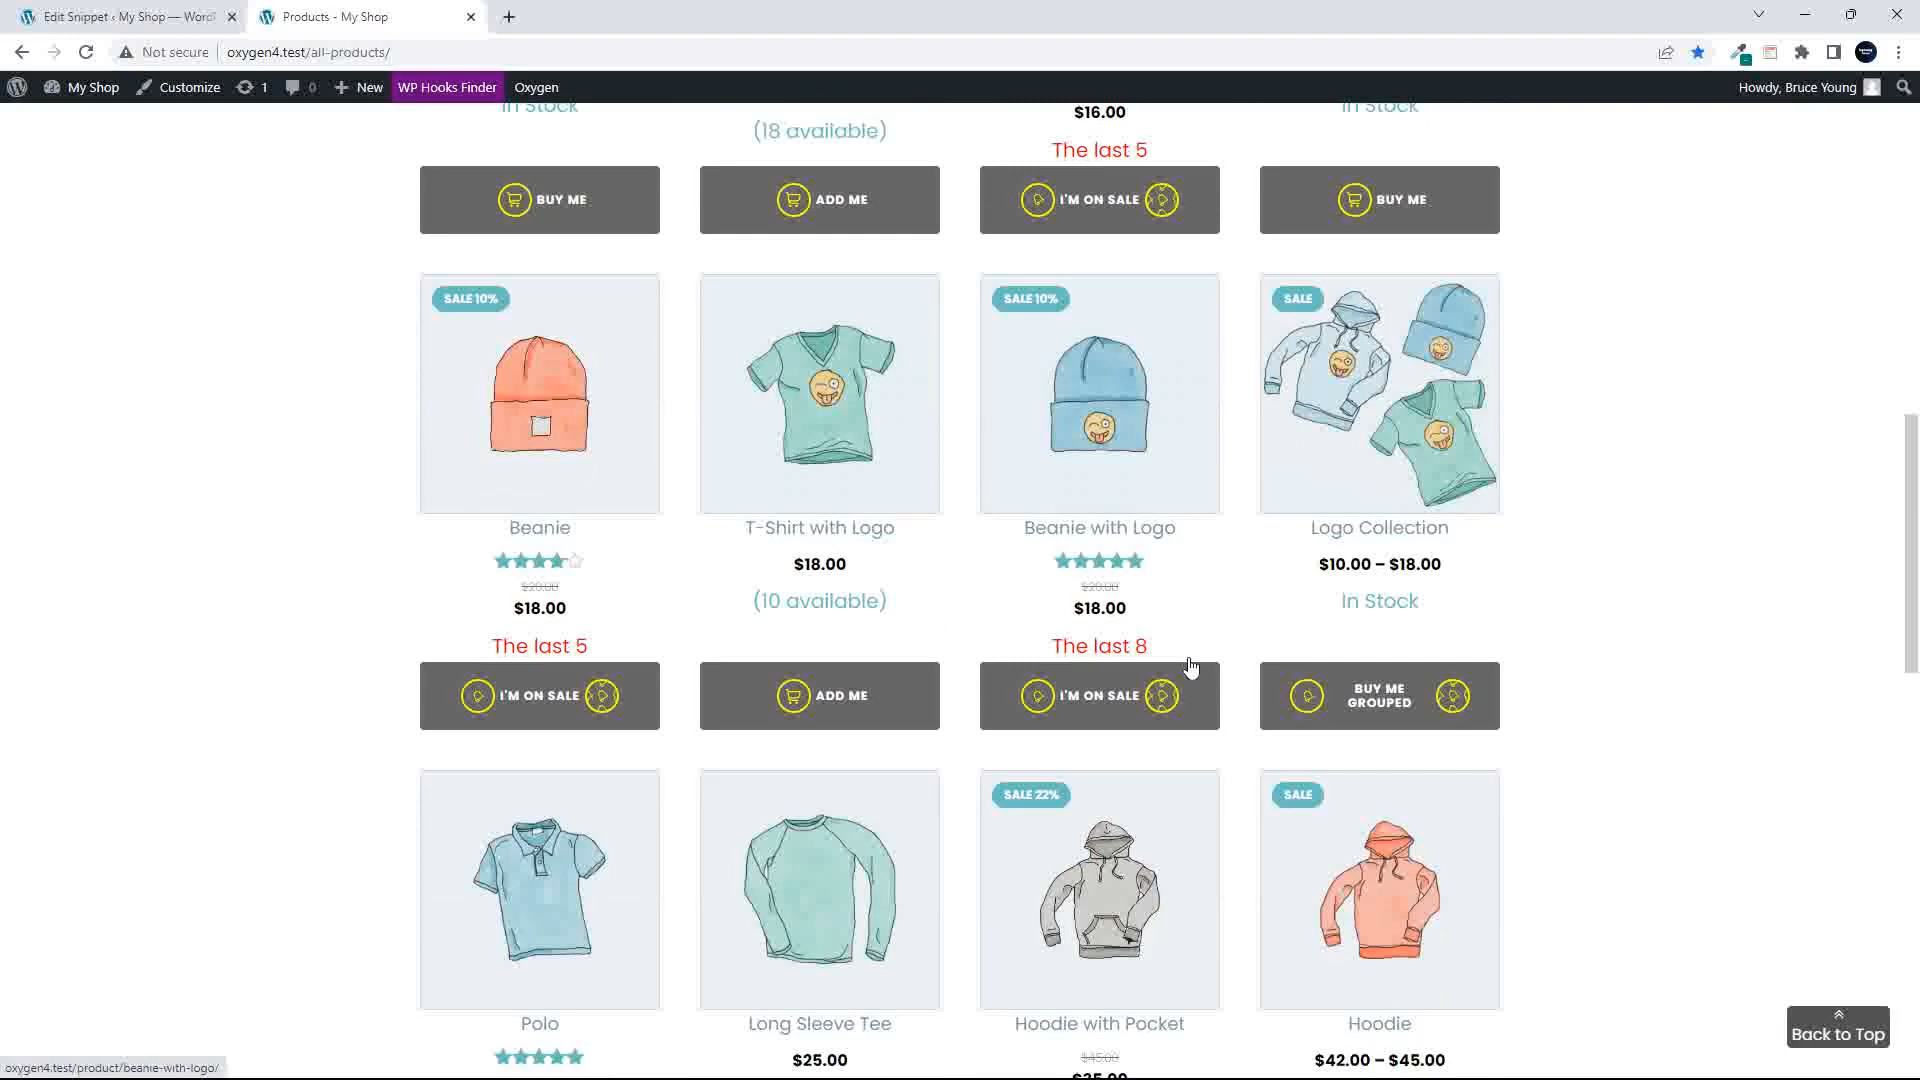 Edit Snippet ‹ My Shop — Word
Products - My Shop
Not secure
oxygen4.test/all-products/
My Shop
Customize
1
0
New
WP Hooks Finder
Oxygen
Howdy, Bruce Young
In Stock
(18 available)
$16.00
The last 5
In Stock
BUY ME
ADD ME
I'M ON SALE
BUY ME
SALE 10%
SALE 10%
SALE
Beanie
T-Shirt with Logo
Beanie with Logo
Logo Collection
$20.00
$18.00
$18.00
$20.00
$18.00
$10.00 – $18.00
(10 available)
In Stock
The last 5
The last 8
I'M ON SALE
ADD ME
I'M ON SALE
BUY ME
GROUPED
SALE 22%
SALE
Polo
Long Sleeve Tee
Hoodie with Pocket
Hoodie
$25.00
$45.00
$35.00
$42.00 – $45.00
Back to Top
oxygen4.test/product/beanie-with-logo/